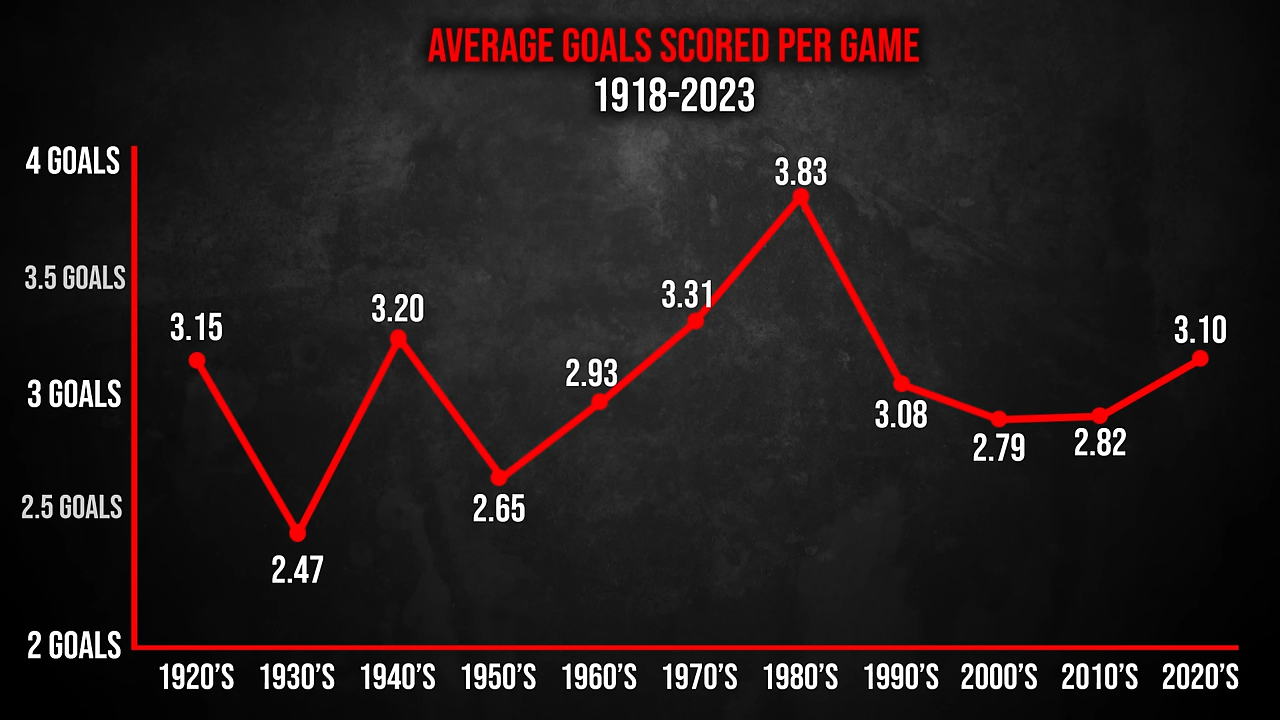 AVERAGE GOALS SCORED PER GAME
1918-2023
4 GOALS
3.5 GOALS
3 GOALS
2.5 GOALS
2 GOALS
3.15
2.47
3.20
2.65
2.93
3.31
3.83
3.08
2.79
2.82
3.10
1920'S 1930'S 1940'S 1950'S 1960'S 1970'S 1980'S 1990'S 2000'S 2010'S 2020'S